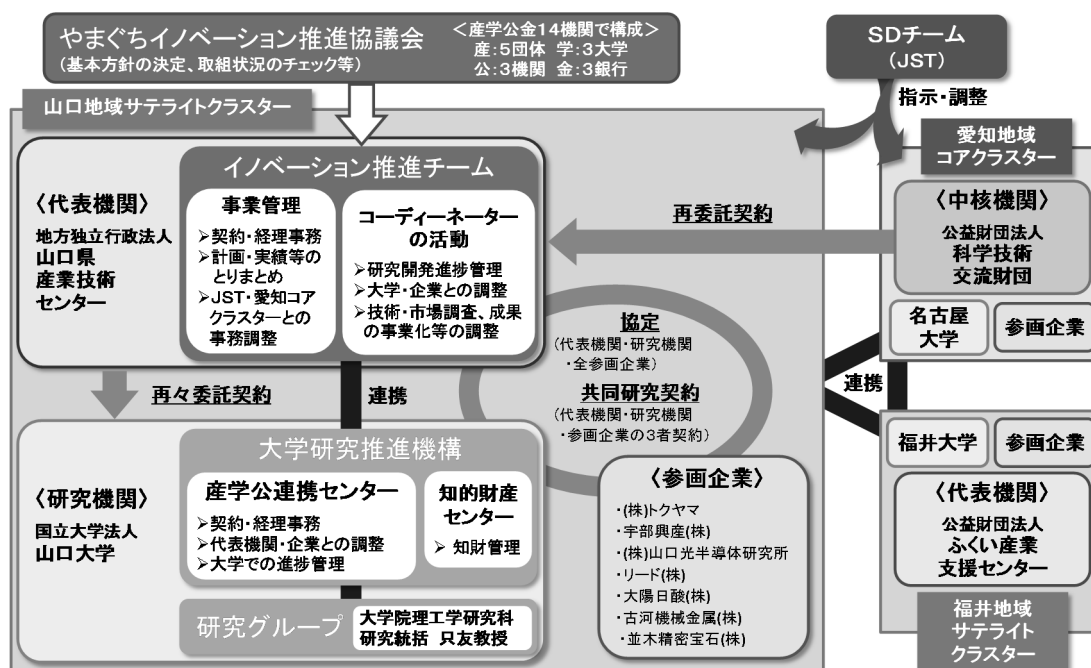 やまぐちイノベーション推進協議会
(基本方針の決定、取組状況のチェック等)
＜産学公金14機関で構成＞
産:5団体 学:3大学
公:3機関 金:3銀行
SDチーム
(JST)
指示・調整
山口地域サテライトクラスター
愛知地域
コアクラスター
〈代表機関〉
地方独立行政法人
山口県
産業技術
センター
イノベーション推進チーム
事業管理
➢契約・経理事務
➢計画・実績等の
とりまとめ
➢JST・愛知コア
クラスターとの
事務調整
コーディーネーター
の活動
➢研究開発進捗管理
➢大学・企業との調整
➢技術・市場調査、成果
の事業化等の調整
再委託契約
〈中核機関〉
公益財団法人
科学技術
交流財団
名古屋
大学
参画企業
協定
(代表機関・研究機関
・全参画企業)
共同研究契約
(代表機関・研究機関
・参画企業の3者契約)
再々委託契約
連携
連携
〈研究機関〉
国立大学法人
山口大学
大学研究推進機構
産学公連携センター
➢契約・経理事務
➢代表機関・企業との調整
➢大学での進捗管理
知的財産
センター
➢ 知財管理
研究グループ
大学院理工学研究科
研究統括 只友教授
〈参画企業〉
・(株)トクヤマ
・宇部興産(株)
・(株)山口光半導体研究所
・リード(株)
・大陽日酸(株)
・古河機械金属(株)
・並木精密宝石(株)
福井大学
参画企業
〈代表機関〉
公益財団法人
ふくい産業
支援センター
福井地域
サテライト
クラスター